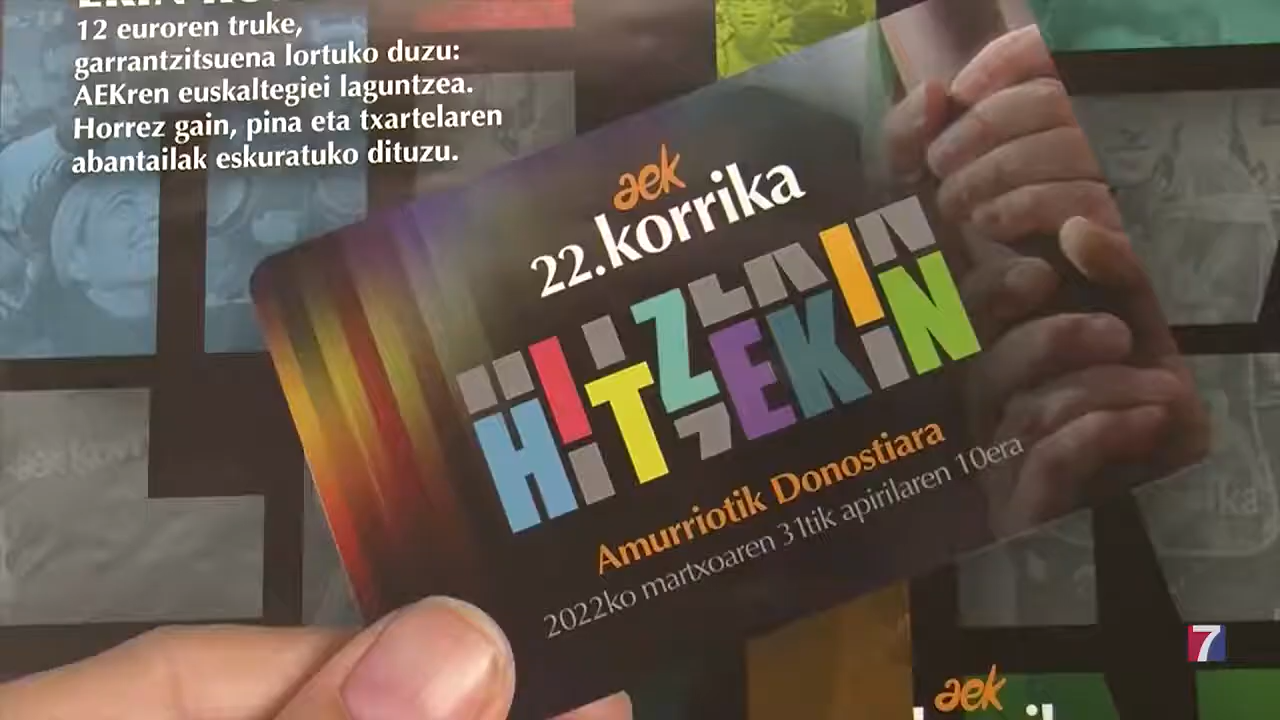 12 euroren truke,
garrantzitsuena lortuko duzu:
AEKren euskaltegiei laguntzea.
Horrez gain, pina eta txartelaren
abantailak eskuratuko dituzu.
aek
22.korrika
HITZEKIN
Amurriotik Donostiara
2022ko martxoaren 31tik apirilaren 10era
7
aek